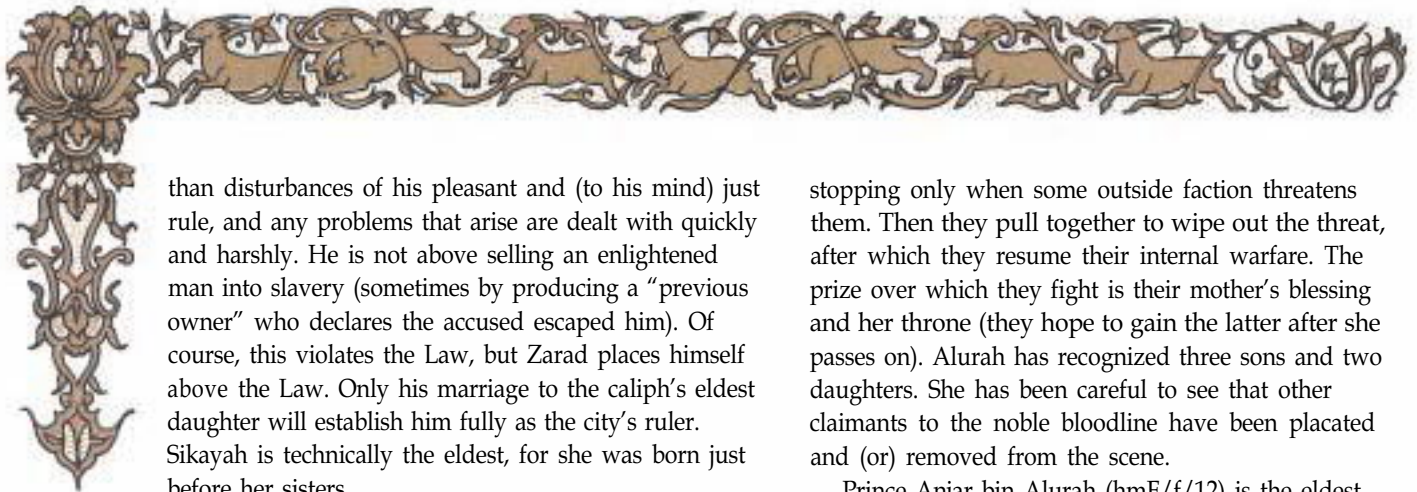 than disturbances of his pleasant and (to his mind) just
rule, and any problems that arise are dealt with quickly
and harshly. He is not above selling an enlightened
man into slavery (sometimes by producing a “previous
owner” who declares the accused escaped him). Of
course, this violates the Law, but Zarad places himself
above the Law. Only his marriage to the caliph’s eldest
daughter will establish him fully as the city’s ruler.
Sikayah is technically the eldest, for she was born just
before her sisters
stopping only when some outside faction threatens
them. Then they pull together to wipe out the threat,
after which they resume their internal warfare. The
prize over which they fight is their mother’s blessing
and her throne (they hope to gain the latter after she
passes on). Alurah has recognized three sons and two
daughters. She has been careful to see that other
claimants to the noble bloodline have been placated
and (or) removed from the scene.
Prince Anjar bin Alurah (hmE/f/12) is the eldest